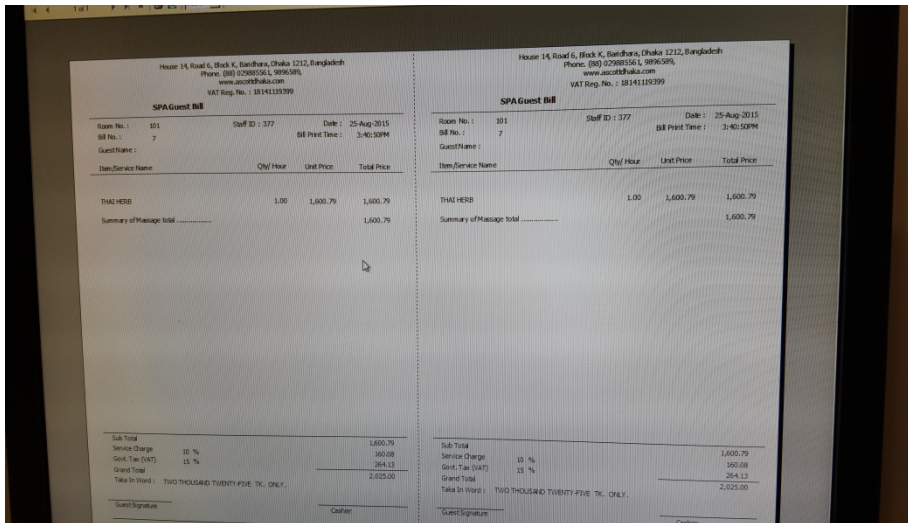 1 of 1
House 14, Road 6, Block K, Baridhara, Dhaka 1212, Bangladesh
Phone. (88) 029885561, 9896589,
www.ascottdhaka.com
VAT Reg. No. : 18141119399
SPA Guest Bill
Room No. : 101 Staff ID : 377 Date : 25-Aug-2015
Bill No. : 7 Bill Print Time : 3:40:50PM
Guest Name :
Item/Service Name Qty/ Hour Unit Price Total Price
THAI HERB 1.00 1,600.79 1,600.79
Summary of Massage total .................. 1,600.79
Sub Total 1,600.79
Service Charge 10 % 160.08
Govt. Tax (VAT) 15 % 264.13
Grand Total 2,025.00
Taka In Word : TWO THOUSAND TWENTY-FIVE TK. ONLY.
Guest Signature Cashier
House 14, Road 6, Block K, Baridhara, Dhaka 1212, Bangladesh
Phone. (88) 029885561, 9896589,
www.ascottdhaka.com
VAT Reg. No. : 18141119399
SPA Guest Bill
Room No. : 101 Staff ID : 377 Date : 25-Aug-2015
Bill No. : 7 Bill Print Time : 3:40:50PM
Guest Name :
Item/Service Name Qty/ Hour Unit Price Total Price
THAI HERB 1.00 1,600.79 1,600.79
Summary of Massage total .................. 1,600.79
Sub Total 1,600.79
Service Charge 10 % 160.08
Govt. Tax (VAT) 15 % 264.13
Grand Total 2,025.00
Taka In Word : TWO THOUSAND TWENTY-FIVE TK. ONLY.
Guest Signature Cashier